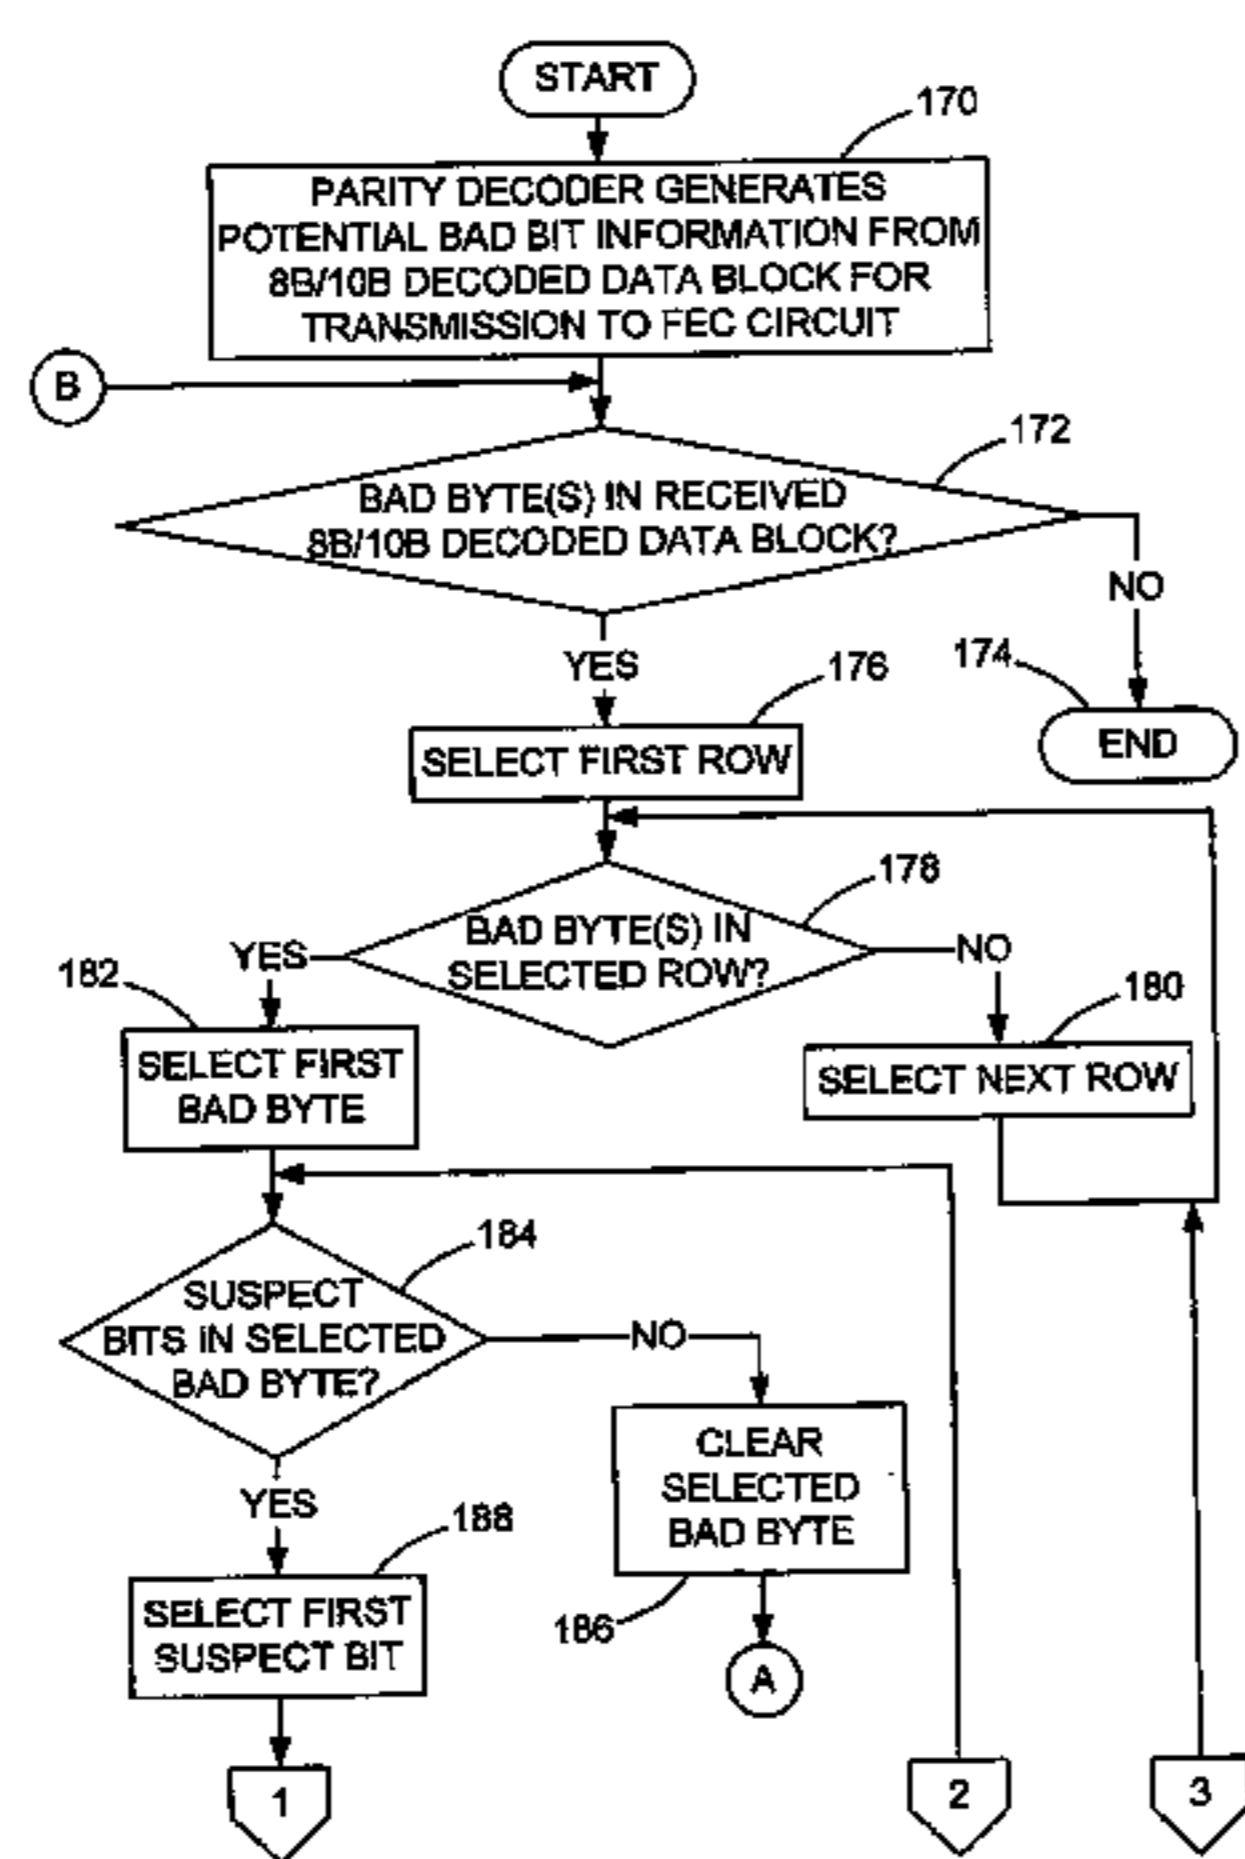 START
170
PARITY DECODER GENERATES
POTENTIAL BAD BIT INFORMATION FROM
8B/10B DECODED DATA BLOCK FOR
TRANSMISSION TO FEC CIRCUIT
B
172
BAD BYTE(S) IN RECEIVED
8B/10B DECODED DATA BLOCK?
NO
YES
174
END
176
SELECT FIRST ROW
178
BAD BYTE(S) IN
SELECTED ROW?
YES
NO
182
180
SELECT FIRST
BAD BYTE
SELECT NEXT ROW
184
SUSPECT
BITS IN SELECTED
BAD BYTE?
NO
YES
CLEAR
SELECTED
BAD BYTE
188
186
SELECT FIRST
SUSPECT BIT
A
1
2
3